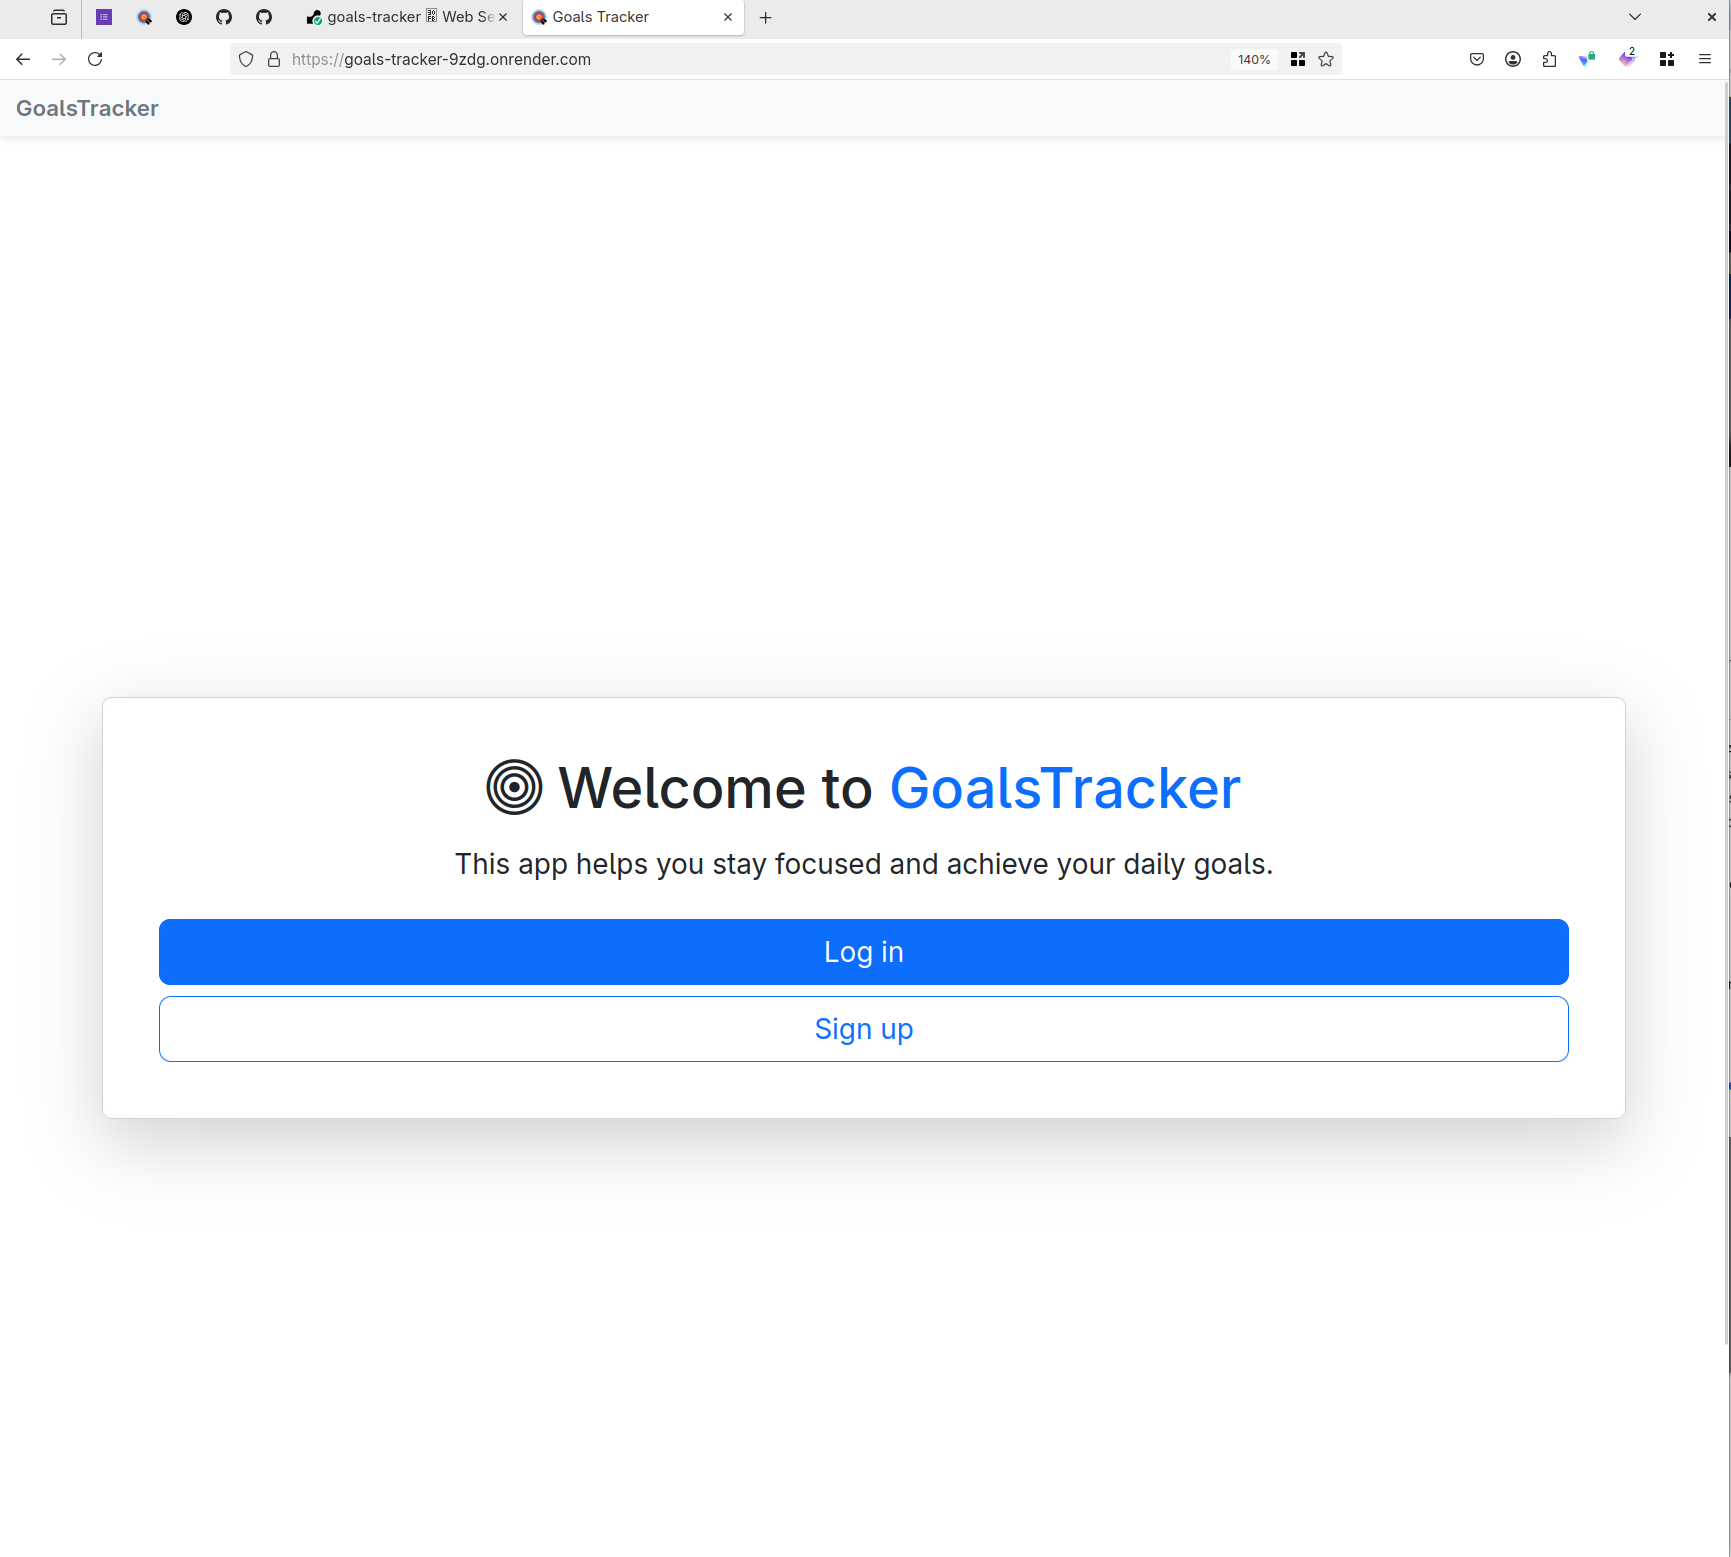 goals-tracker Web Se
Goals Tracker
https://goals-tracker-9zdg.onrender.com
140%
2
GoalsTracker
Welcome to GoalsTracker
This app helps you stay focused and achieve your daily goals.
Log in
Sign up